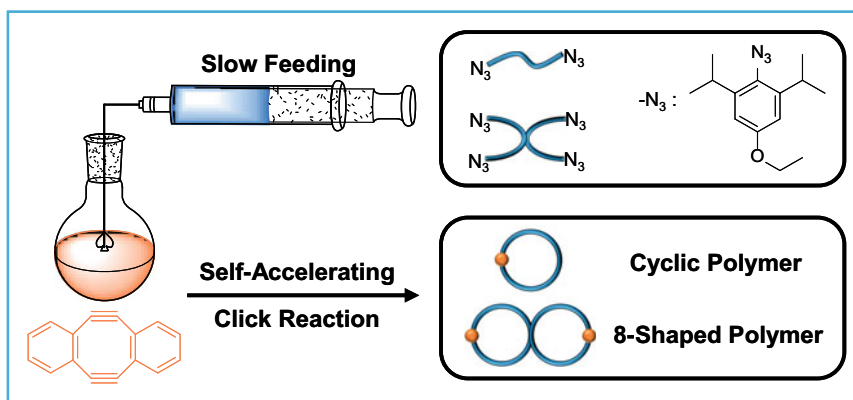 Slow Feeding
N₃ N₃
-N₃ :
N₃
O
N₃ N₃
N₃ N₃
Self-Accelerating
Click Reaction
Cyclic Polymer
8-Shaped Polymer